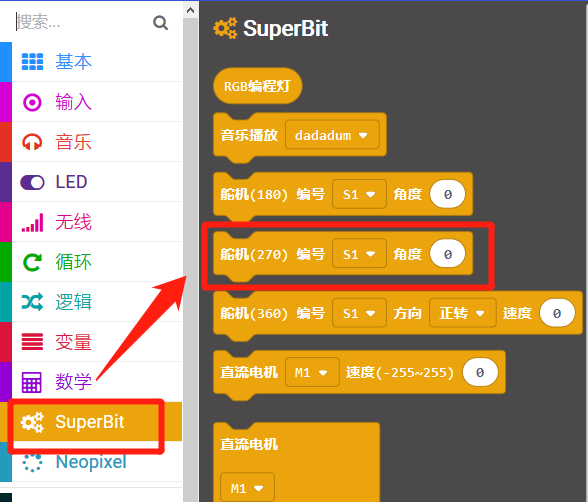 搜索...
基本
输入
音乐
LED
无线
循环
逻辑
变量
数学
SuperBit
Neopixel
SuperBit
RGB编程灯
音乐播放 dadadum
舵机(180) 编号 S1 角度 0
舵机(270) 编号 S1 角度 0
舵机(360) 编号 S1 方向 正转 速度 0
直流电机 M1 速度(-255~255) 0
直流电机
M1